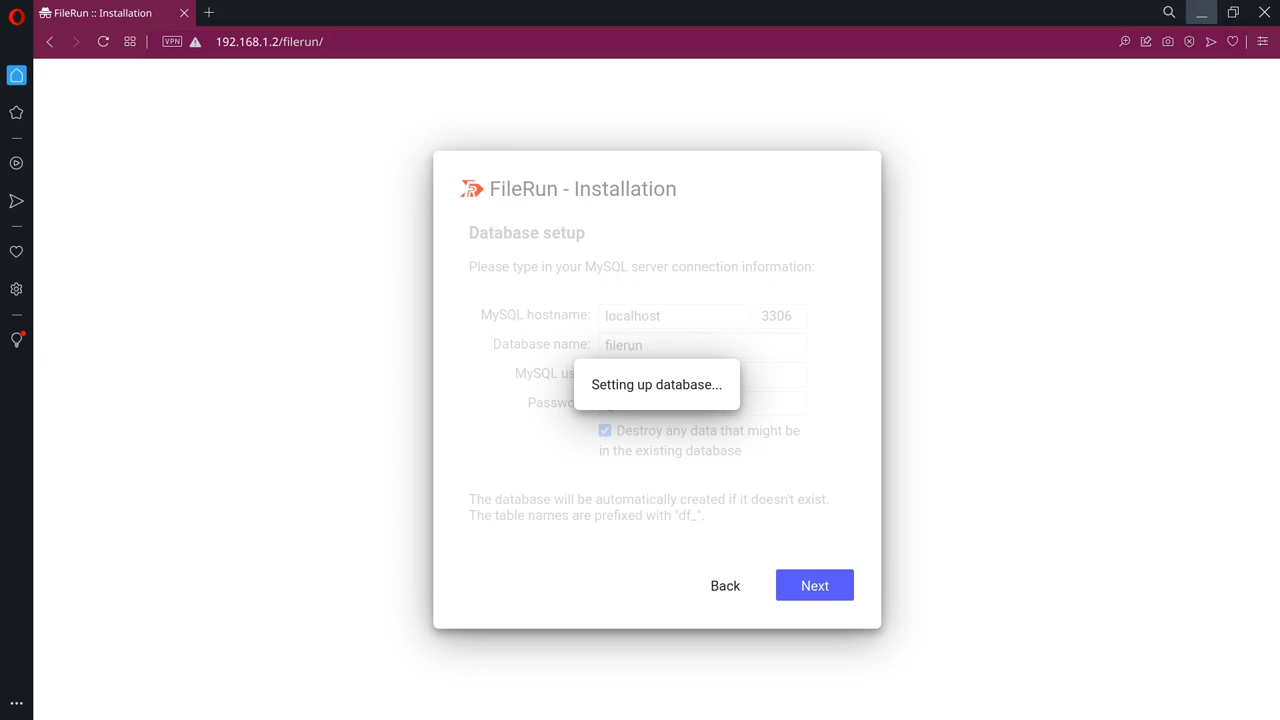 FileRun :: Installation
VPN
192.168.1.2/filerun/
FileRun - Installation
Database setup
Please type in your MySQL server connection information:
MySQL hostname: localhost 3306
Database name: filerun
MySQL
Setting up database...
Destroy any data that might be
in the existing database
The database will be automatically created if it doesn't exist.
The table names are prefixed with "df_".
Back Next